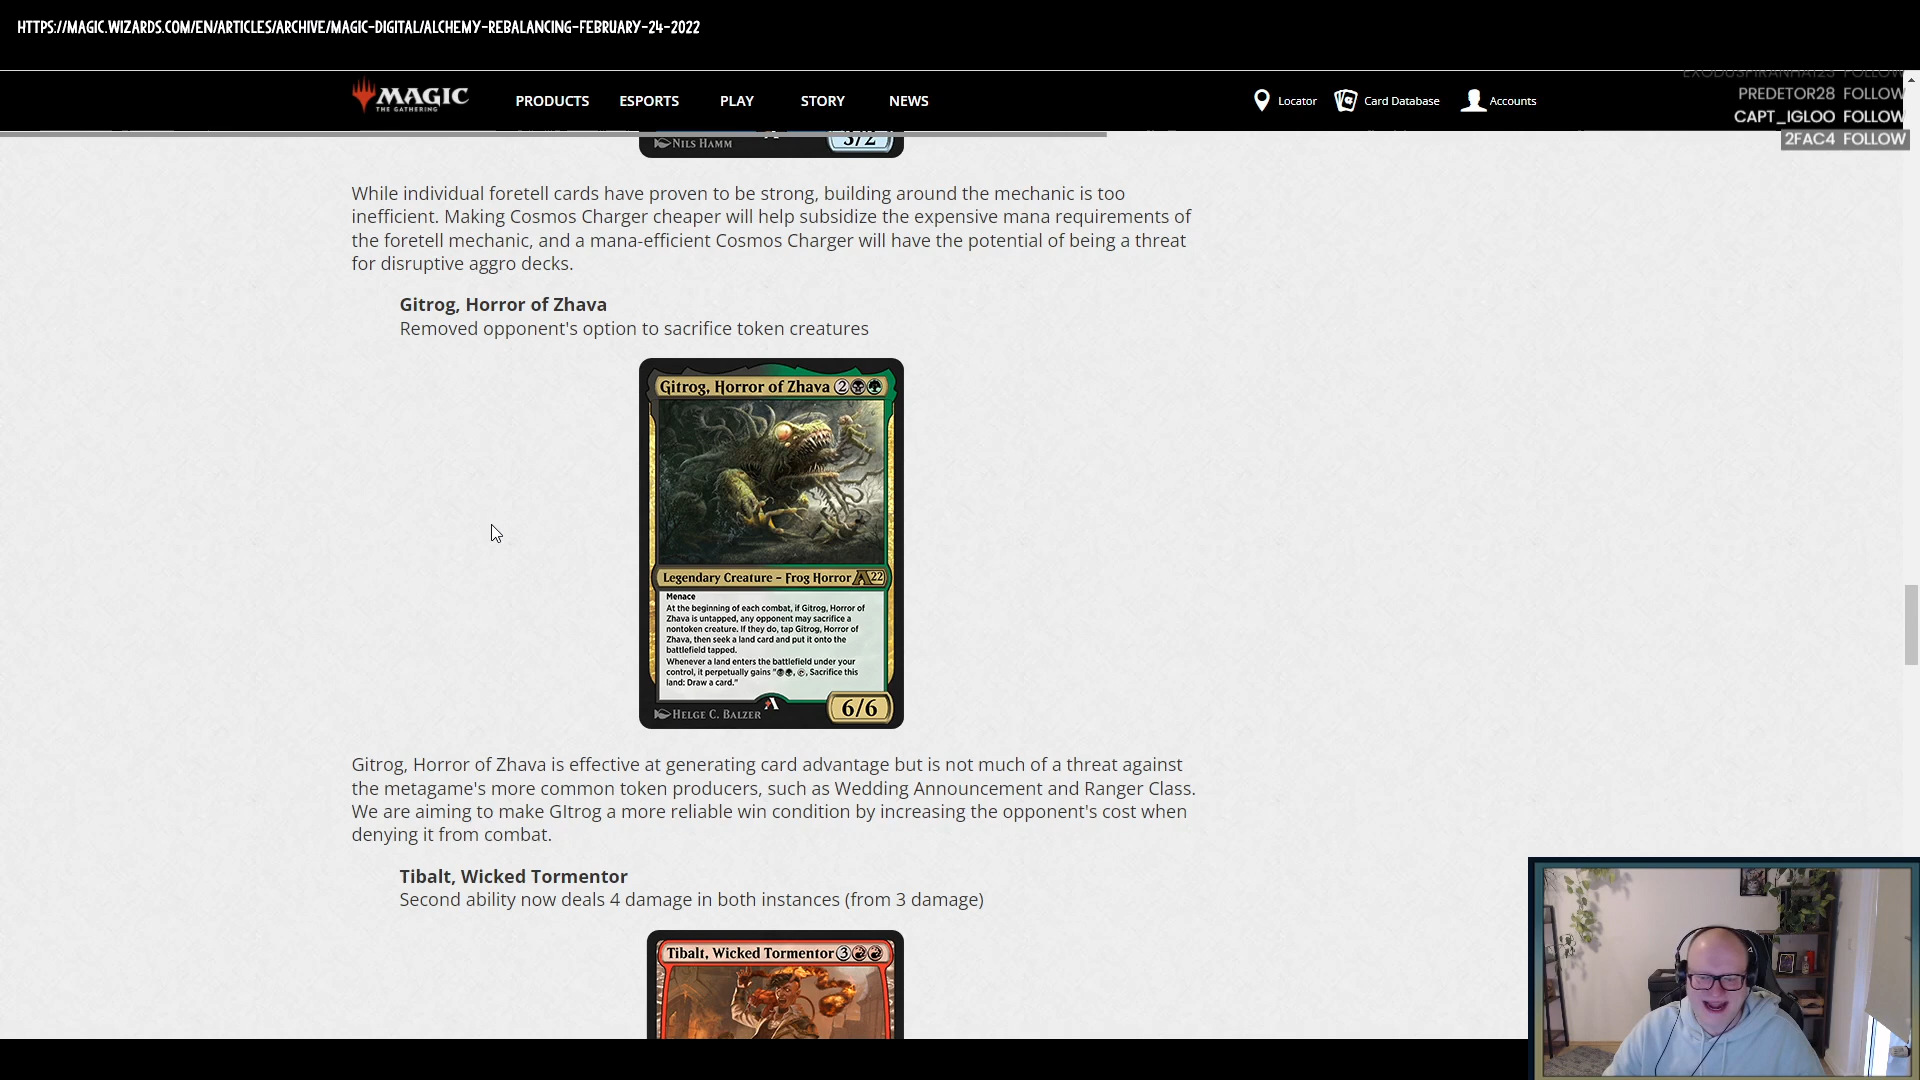 HTTPS://MAGIC.WIZARDS.COM/EN/ARTICLES/ARCHIVE/MAGIC-DIGITAL/ALCHEMY-REBALANCING-FEBRUARY-24-2022
EXODUSPIRANHA123 FOLLOW
MAGIC
THE GATHERING
PRODUCTS ESPORTS PLAY STORY NEWS
Locator Card Database Accounts
PREDETOR28 FOLLOW
CAPT_IGLOO FOLLOW
2FAC4 FOLLOW
NILS HAMM 3/2
While individual foretell cards have proven to be strong, building around the mechanic is too
inefficient. Making Cosmos Charger cheaper will help subsidize the expensive mana requirements of
the foretell mechanic, and a mana-efficient Cosmos Charger will have the potential of being a threat
for disruptive aggro decks.
Gitrog, Horror of Zhava
Removed opponent's option to sacrifice token creatures
Gitrog, Horror of Zhava 2
Legendary Creature – Frog Horror A22
Menace
At the beginning of each combat, if Gitrog, Horror of
Zhava is untapped, any opponent may sacrifice a
nontoken creature. If they do, tap Gitrog, Horror of
Zhava, then seek a land card and put it onto the
battlefield tapped.
Whenever a land enters the battlefield under your
control, it perpetually gains ", , Sacrifice this
land: Draw a card."
HELGE C. BALZER 6/6
Gitrog, Horror of Zhava is effective at generating card advantage but is not much of a threat against
the metagame's more common token producers, such as Wedding Announcement and Ranger Class.
We are aiming to make GItrog a more reliable win condition by increasing the opponent's cost when
denying it from combat.
Tibalt, Wicked Tormentor
Second ability now deals 4 damage in both instances (from 3 damage)
Tibalt, Wicked Tormentor 3